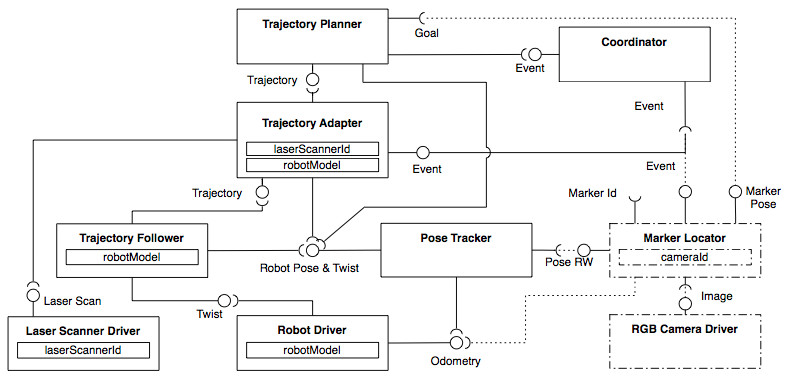 Trajectory Planner
Goal
Coordinator
Event
Trajectory
Event
Trajectory Adapter
laserScannerId
robotModel
Event
Event
Trajectory
Marker Id
Marker
Pose
Trajectory Follower
robotModel
Robot Pose & Twist
Pose Tracker
Pose RW
Marker Locator
cameraId
Laser Scan
Twist
Image
Laser Scanner Driver
laserScannerId
Robot Driver
robotModel
Odometry
RGB Camera Driver